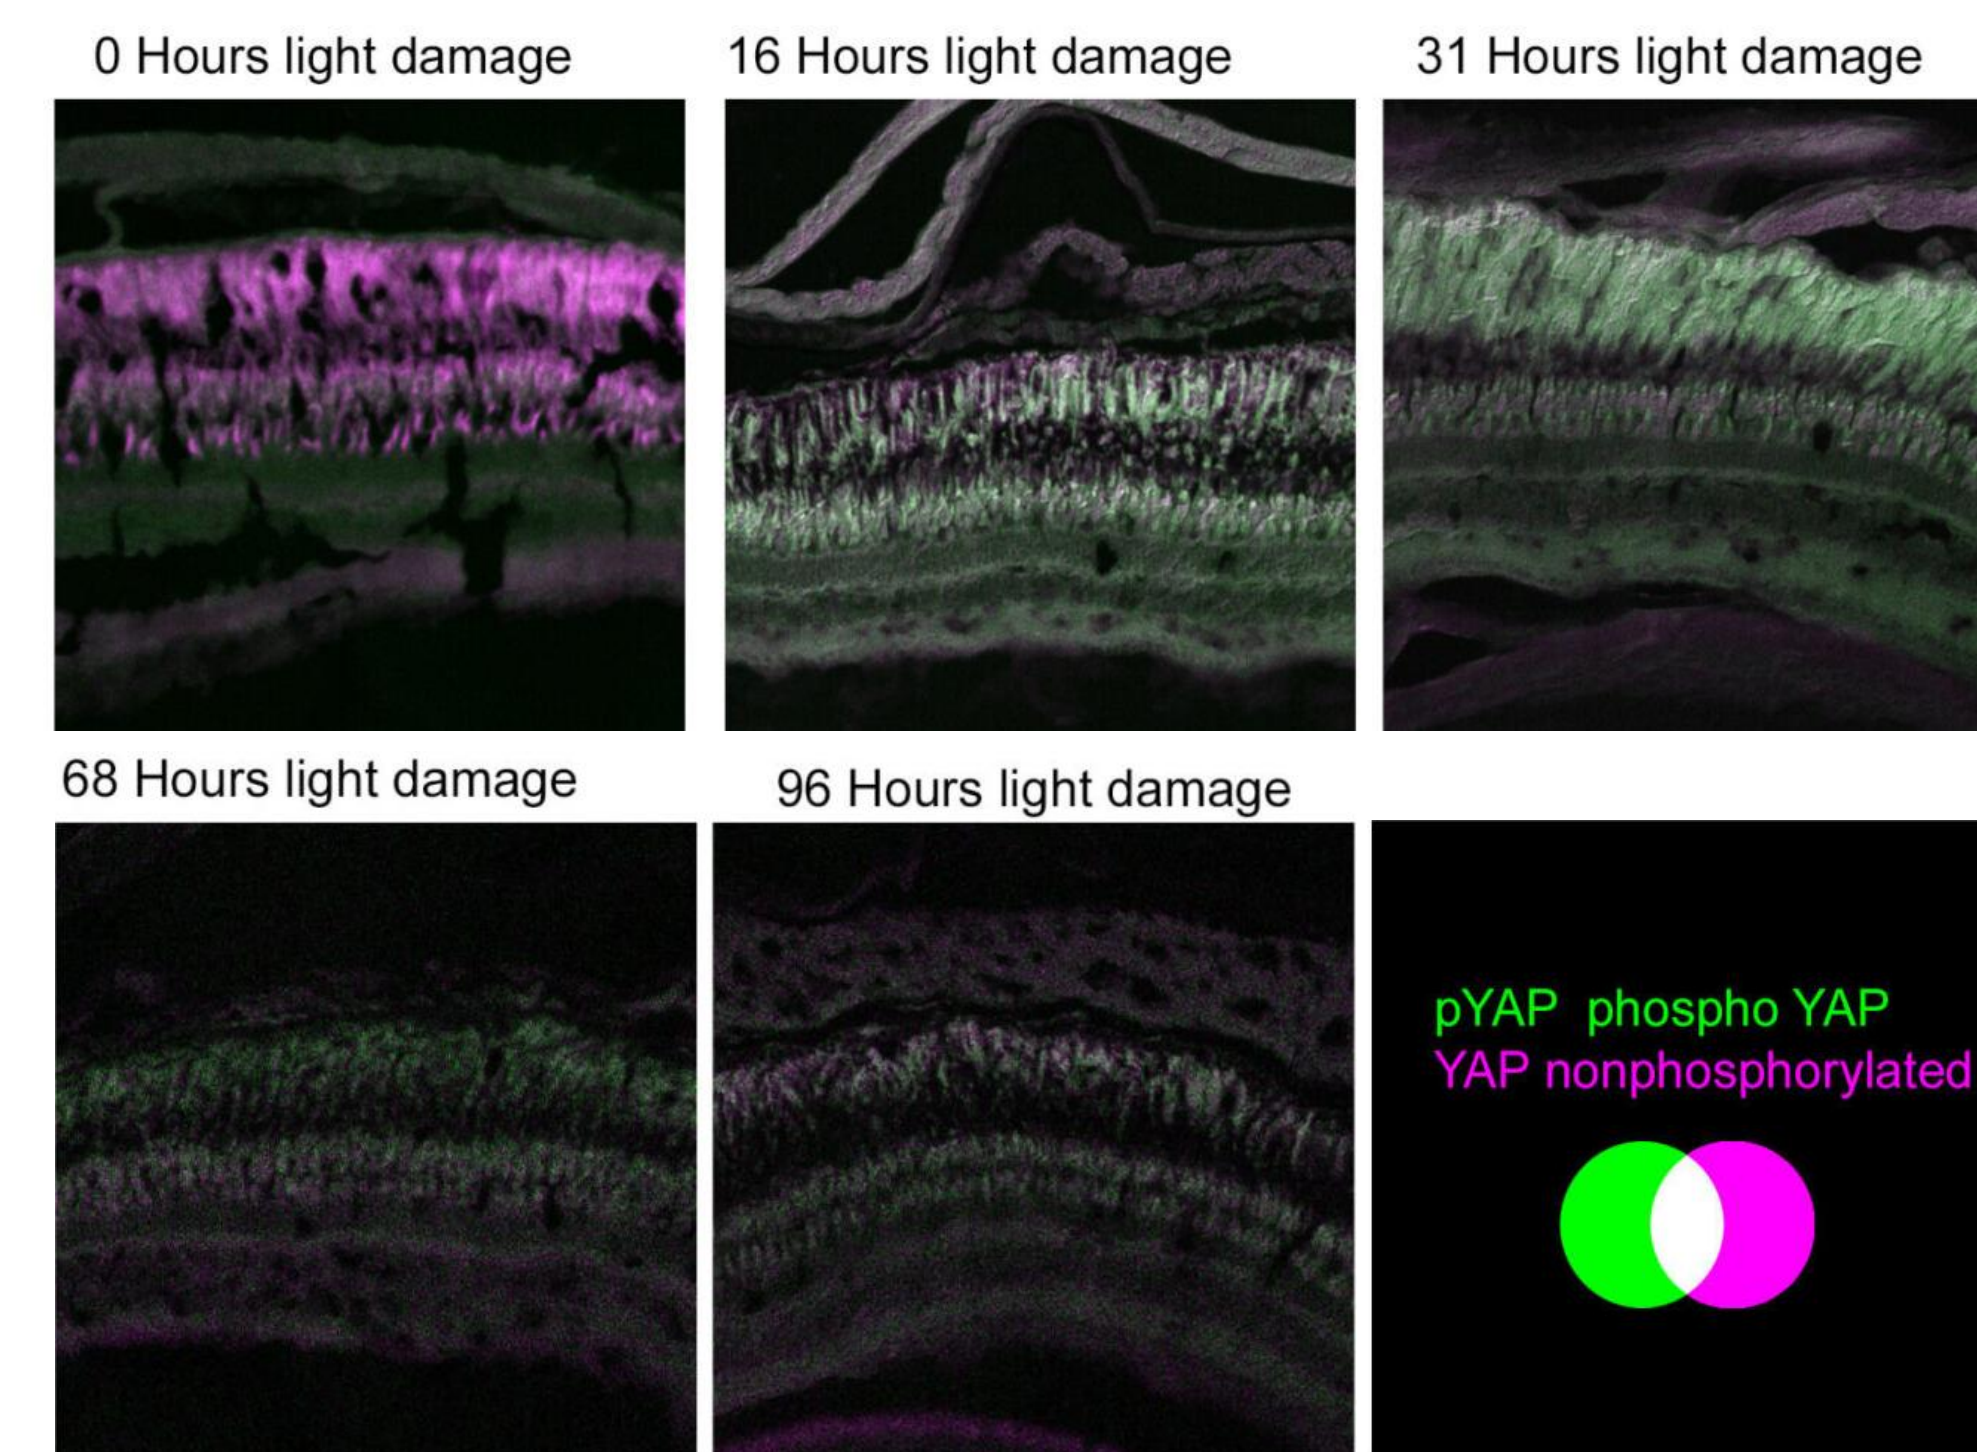 0 Hours light damage
16 Hours light damage
31 Hours light damage
68 Hours light damage
96 Hours light damage
pYAP phospho YAP
YAP nonphosphorylated